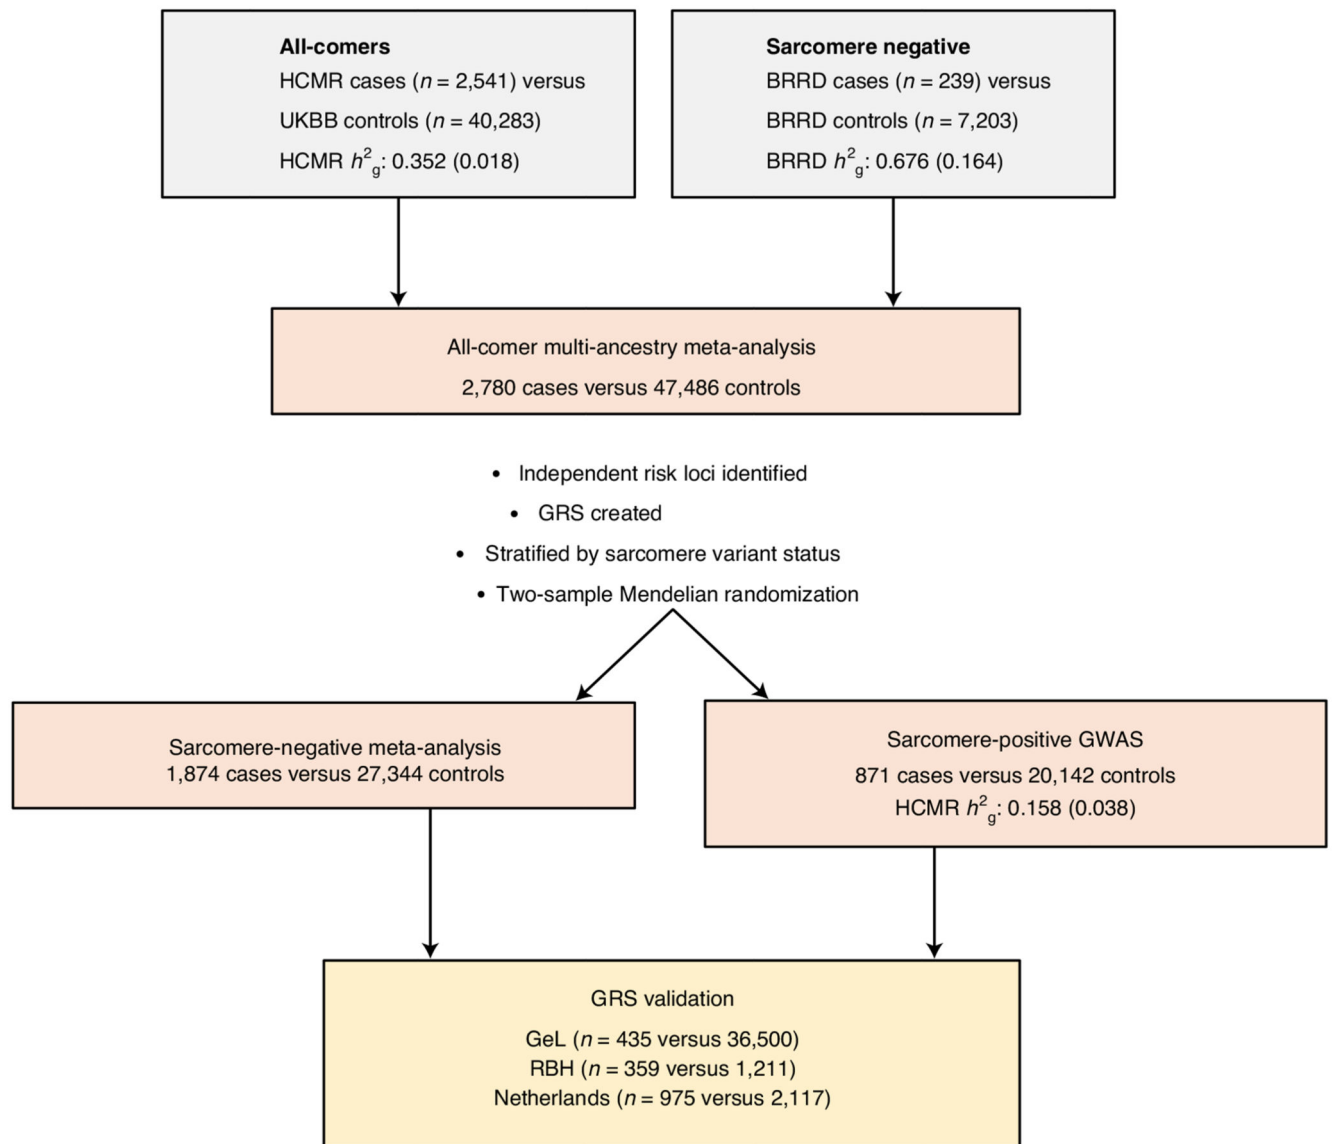 All-comers
HCMR cases (n = 2,541) versus
UKBB controls (n = 40,283)
HCMR h²g: 0.352 (0.018)
Sarcomere negative
BRRD cases (n = 239) versus
BRRD controls (n = 7,203)
BRRD h²g: 0.676 (0.164)
All-comer multi-ancestry meta-analysis
2,780 cases versus 47,486 controls
• Independent risk loci identified
• GRS created
• Stratified by sarcomere variant status
• Two-sample Mendelian randomization
Sarcomere-negative meta-analysis
1,874 cases versus 27,344 controls
Sarcomere-positive GWAS
871 cases versus 20,142 controls
HCMR h²g: 0.158 (0.038)
GRS validation
GeL (n = 435 versus 36,500)
RBH (n = 359 versus 1,211)
Netherlands (n = 975 versus 2,117)